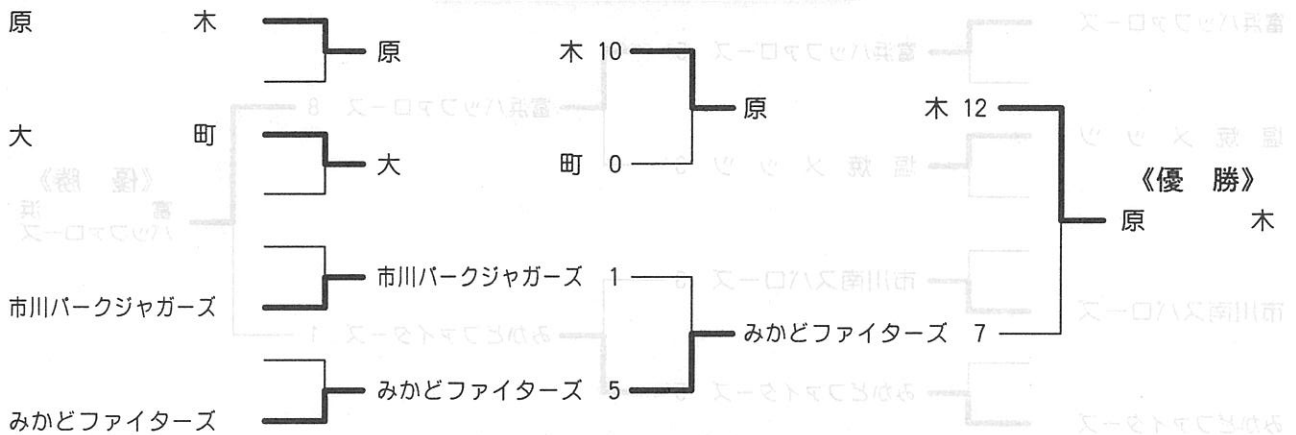 原 木
原 木 10
原 木 12
大 町
大 町 0
《優 勝》
原 木
市川パークジャガーズ
市川パークジャガーズ 1
みかどファイターズ 7
みかどファイターズ
みかどファイターズ 5